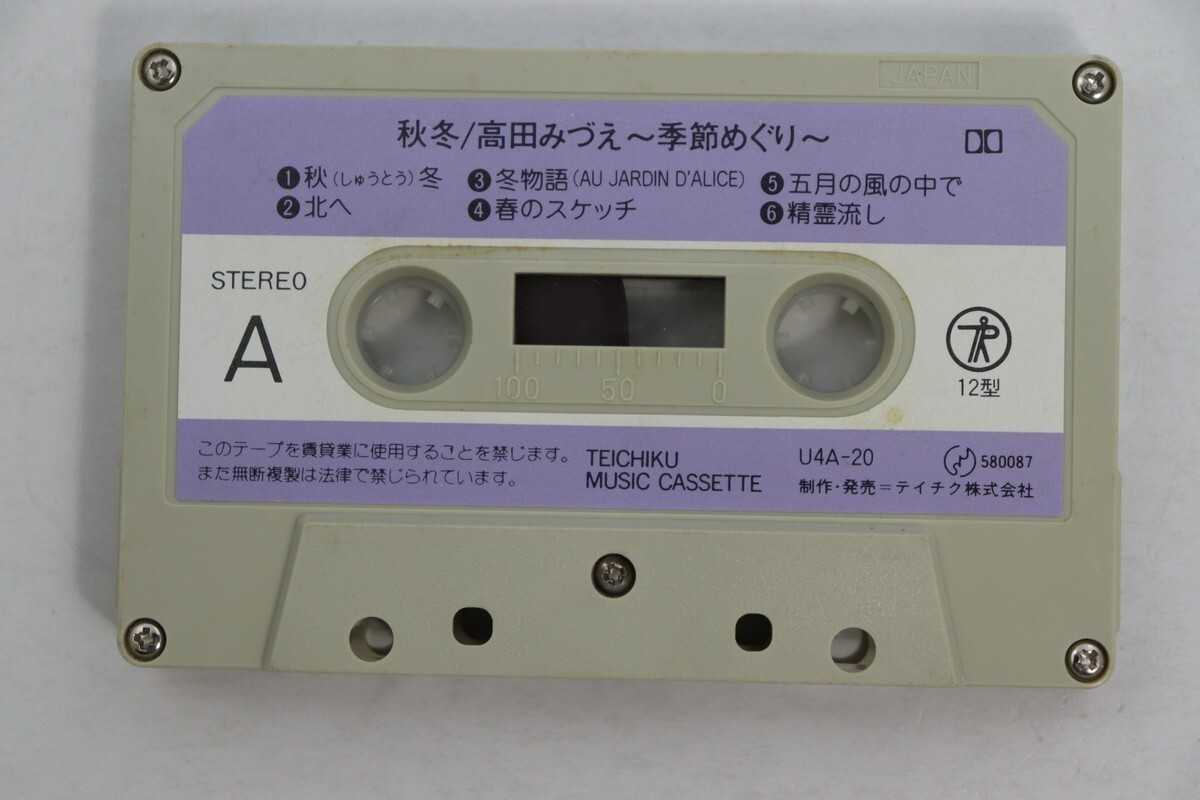 JAPAN
秋冬/高田みづえ～季節めぐり～
❶秋(しゅうとう)冬 ❸冬物語(AU JARDIN D'ALICE) ❺五月の風の中で
❷北へ ❹春のスケッチ ❻精霊流し
STEREO
A
100 50 0
12型
このテープを賃貸業に使用することを禁じます。
また無断複製は法律で禁じられています。
TEICHIKU
MUSIC CASSETTE
U4A-20 580087
制作・発売=テイチク株式会社